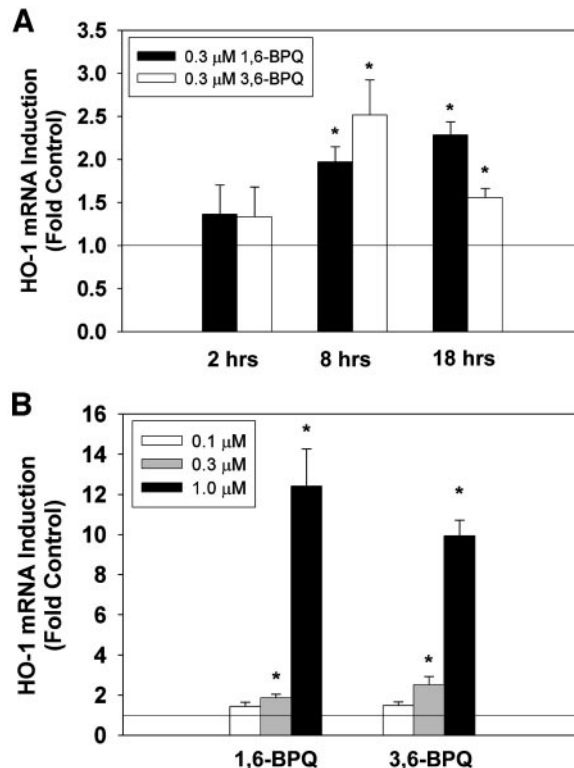 A
HO-1 mRNA Induction
(Fold Control)
3.5
3.0
2.5
2.0
1.5
1.0
0.5
0.0
0.3 μM 1,6-BPQ
0.3 μM 3,6-BPQ
*
*
*
*
2 hrs 8 hrs 18 hrs
B
HO-1 mRNA Induction
(Fold Control)
16
14
12
10
8
6
4
2
0
0.1 μM
0.3 μM
1.0 μM
*
*
*
*
1,6-BPQ 3,6-BPQ